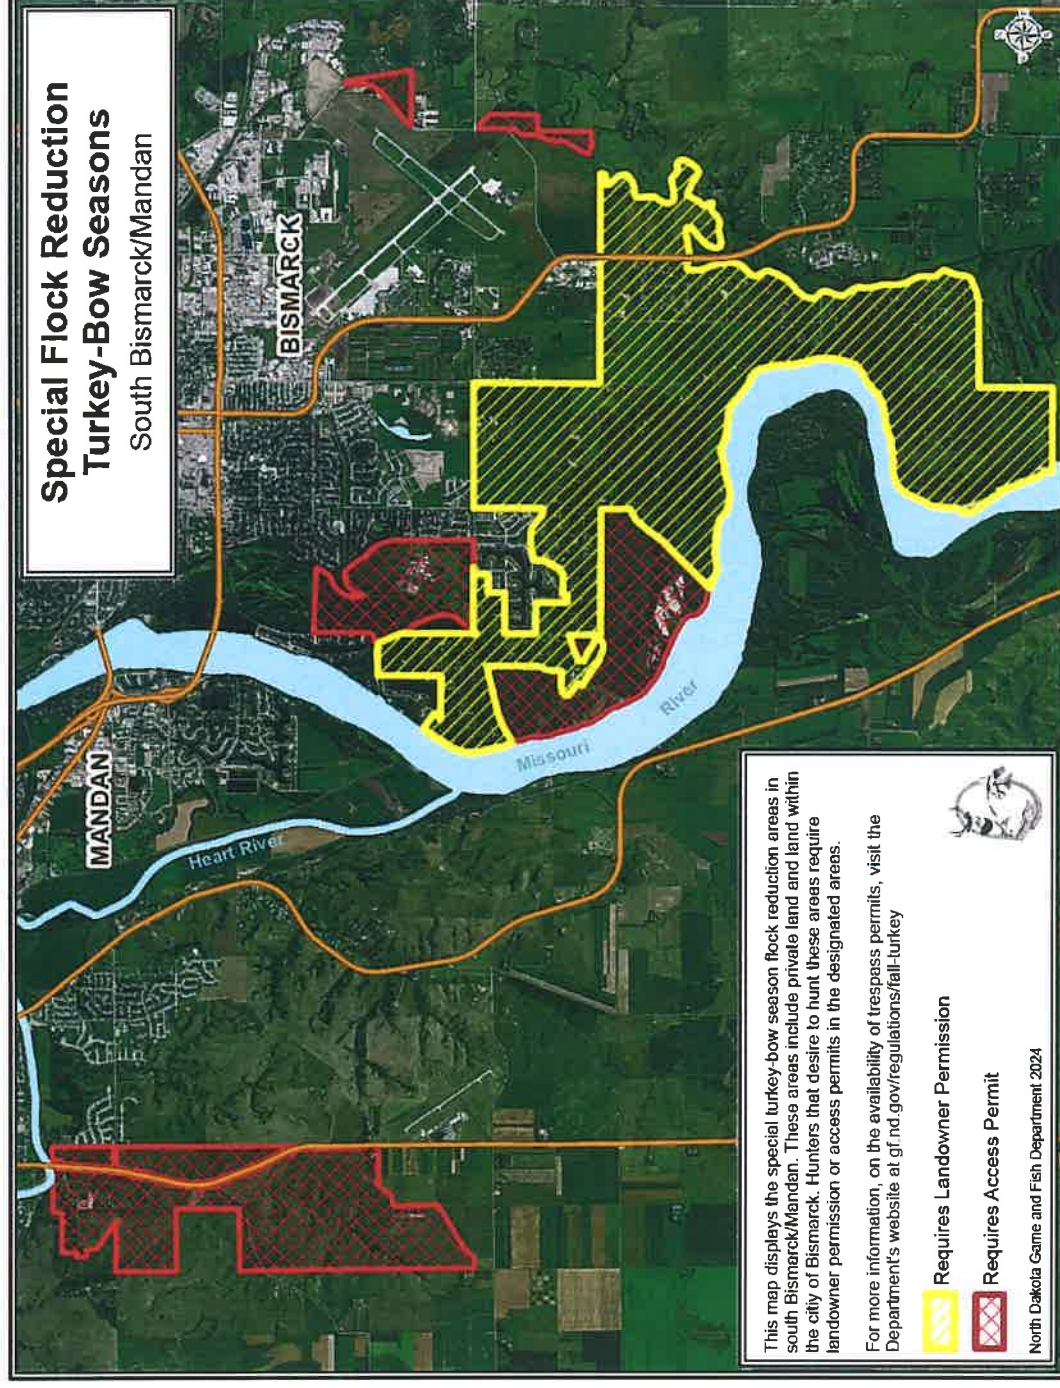 Special Flock Reduction
Turkey-Bow Seasons
South Bismarck/Mandan
BISMARCK
MANDAN
Heart River
Missouri
River
This map displays the special turkey-bow season flock reduction areas in
south Bismarck/Mandan. These areas include private land and land within
the citiy of Bismarck. Hunters that desire to hunt these areas require
landowner permission or access permits in the designated areas.
For more information, on the availability of trespass permits, visit the
Department's website at gf.nd.gov/regulations/fall-turkey
Requires Landowner Permission
Requires Access Permit
North Dakota Game and Fish Department 2024